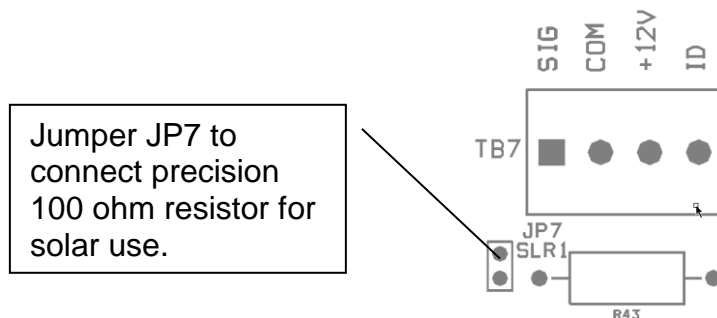 SIG COM +12V ID
Jumper JP7 to
connect precision
100 ohm resistor for
solar use.
TB7
JP7
SLR1
R43